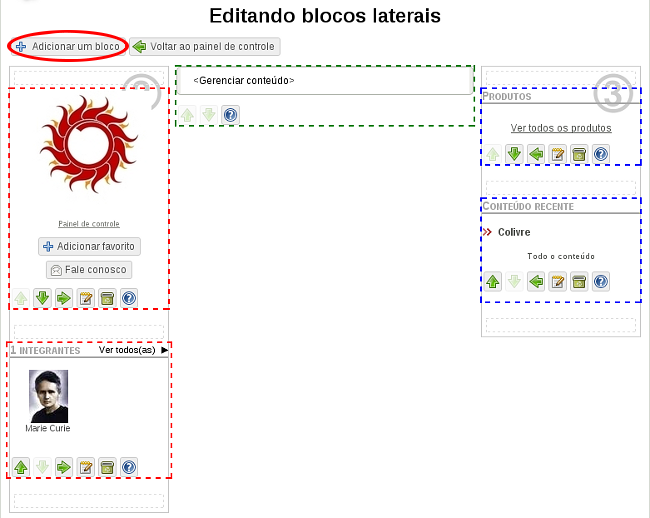 Editando blocos laterais
Adicionar um bloco
Voltar ao painel de controle
<Gerenciar conteúdo>
Painel de controle
Adicionar favorito
Fale conosco
1 INTEGRANTES
Ver todos(as)
Marie Curie
3
PRODUTOS
Ver todos os produtos
CONTEÚDO RECENTE
Colivre
Todo o conteúdo